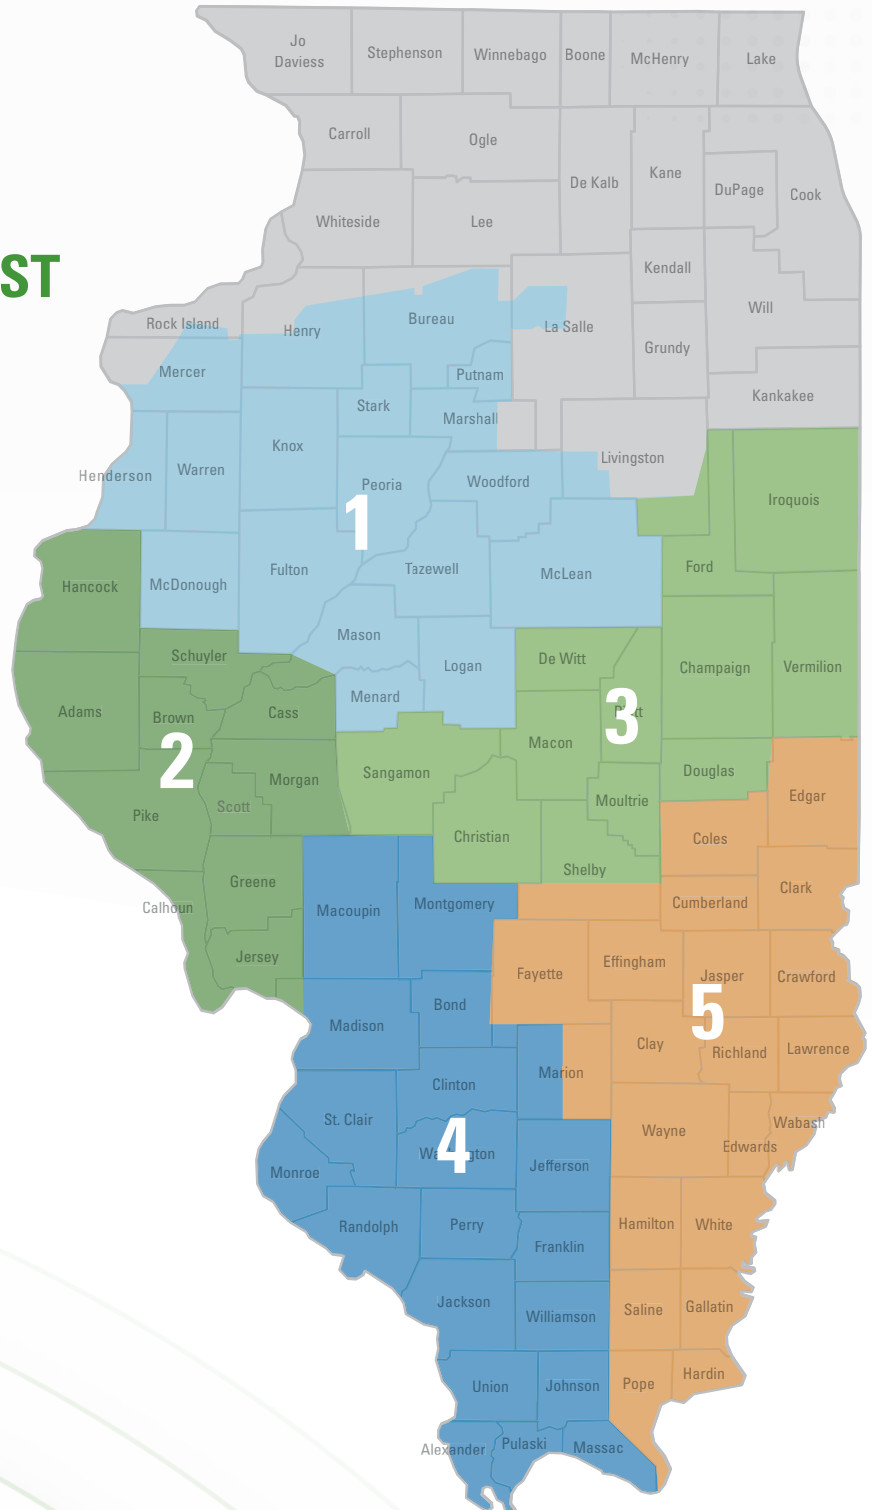 Jo
Daviess
Stephenson
Winnebago
Boone
McHenry
Lake
Carroll
Ogle
De Kalb
Kane
DuPage
Cook
Whiteside
Lee
ST
Kendall
Rock Island
Henry
Bureau
La Salle
Will
Grundy
Mercer
Putnam
Kankakee
Stark
Marshall
Knox
Livingston
Henderson
Warren
Peoria
Woodford
Iroquois
1
McDonough
Fulton
Tazewell
McLean
Ford
Hancock
Mason
Schuyler
Logan
De Witt
Champaign
Vermilion
Menard
Adams
Brown
Cass
3
Macon
2
Sangamon
Morgan
Douglas
Scott
Pike
Moultrie
Edgar
Christian
Coles
Shelby
Greene
Calhoun
Macoupin
Montgomery
Cumberland
Clark
Jersey
Fayette
Effingham
Jasper
Crawford
5
Bond
Madison
Clay
Richland
Lawrence
Marion
Clinton
St. Clair
Wayne
Wabash
Edwards
4
Jefferson
Monroe
Randolph
Perry
Hamilton
White
Franklin
Jackson
Williamson
Saline
Gallatin
Union
Johnson
Pope
Hardin
Alexander
Pulaski
Massac